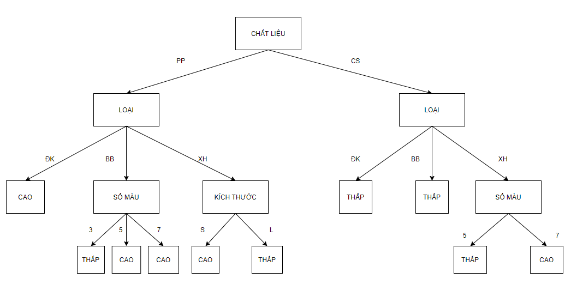 CHẤT LIỆU
PP
CS
LOẠI
LOẠI
ĐK
BB
XH
ĐK
BB
XH
CAO
SỐ MÀU
KÍCH THƯỚC
THẤP
THẤP
SỐ MÀU
3
5
7
S
L
5
7
THẤP
CAO
CAO
CAO
THẤP
THẤP
CAO